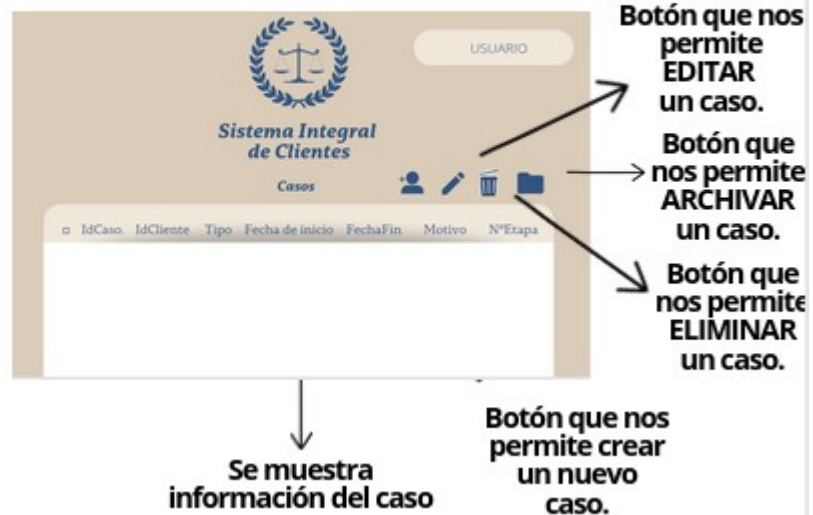 Botón que nos
permite
EDITAR
un caso.
USUARIO
Sistema Integral
de Clientes
Casos
Botón que
nos permite
ARCHIVAR
un caso.
IdCaso. IdCliente Tipo Fecha de inicio FechaFin Motivo N°Etapa
Botón que
nos permite
ELIMINAR
un caso.
Botón que nos
permite crear
un nuevo
caso.
Se muestra
información del caso